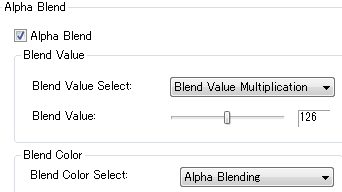 Alpha Blend
Alpha Blend
Blend Value
Blend Value Select: Blend Value Multiplication
Blend Value: 126
Blend Color
Blend Color Select: Alpha Blending